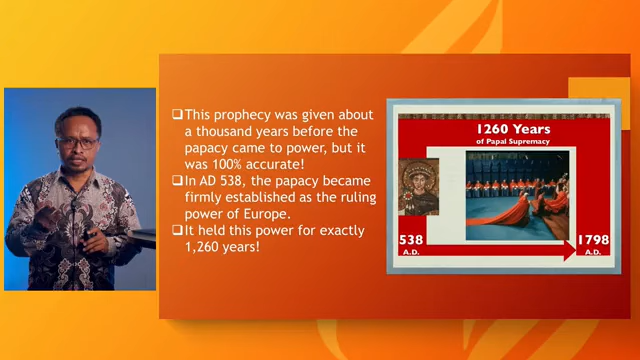 ❑This prophecy was given about
a thousand years before the
papacy came to power, but it
was 100% accurate!
❑In AD 538, the papacy became
firmly established as the ruling
power of Europe.
❑It held this power for exactly
1,260 years!
1260 Years
of Papal Supremacy
538
A.D.
1798
A.D.